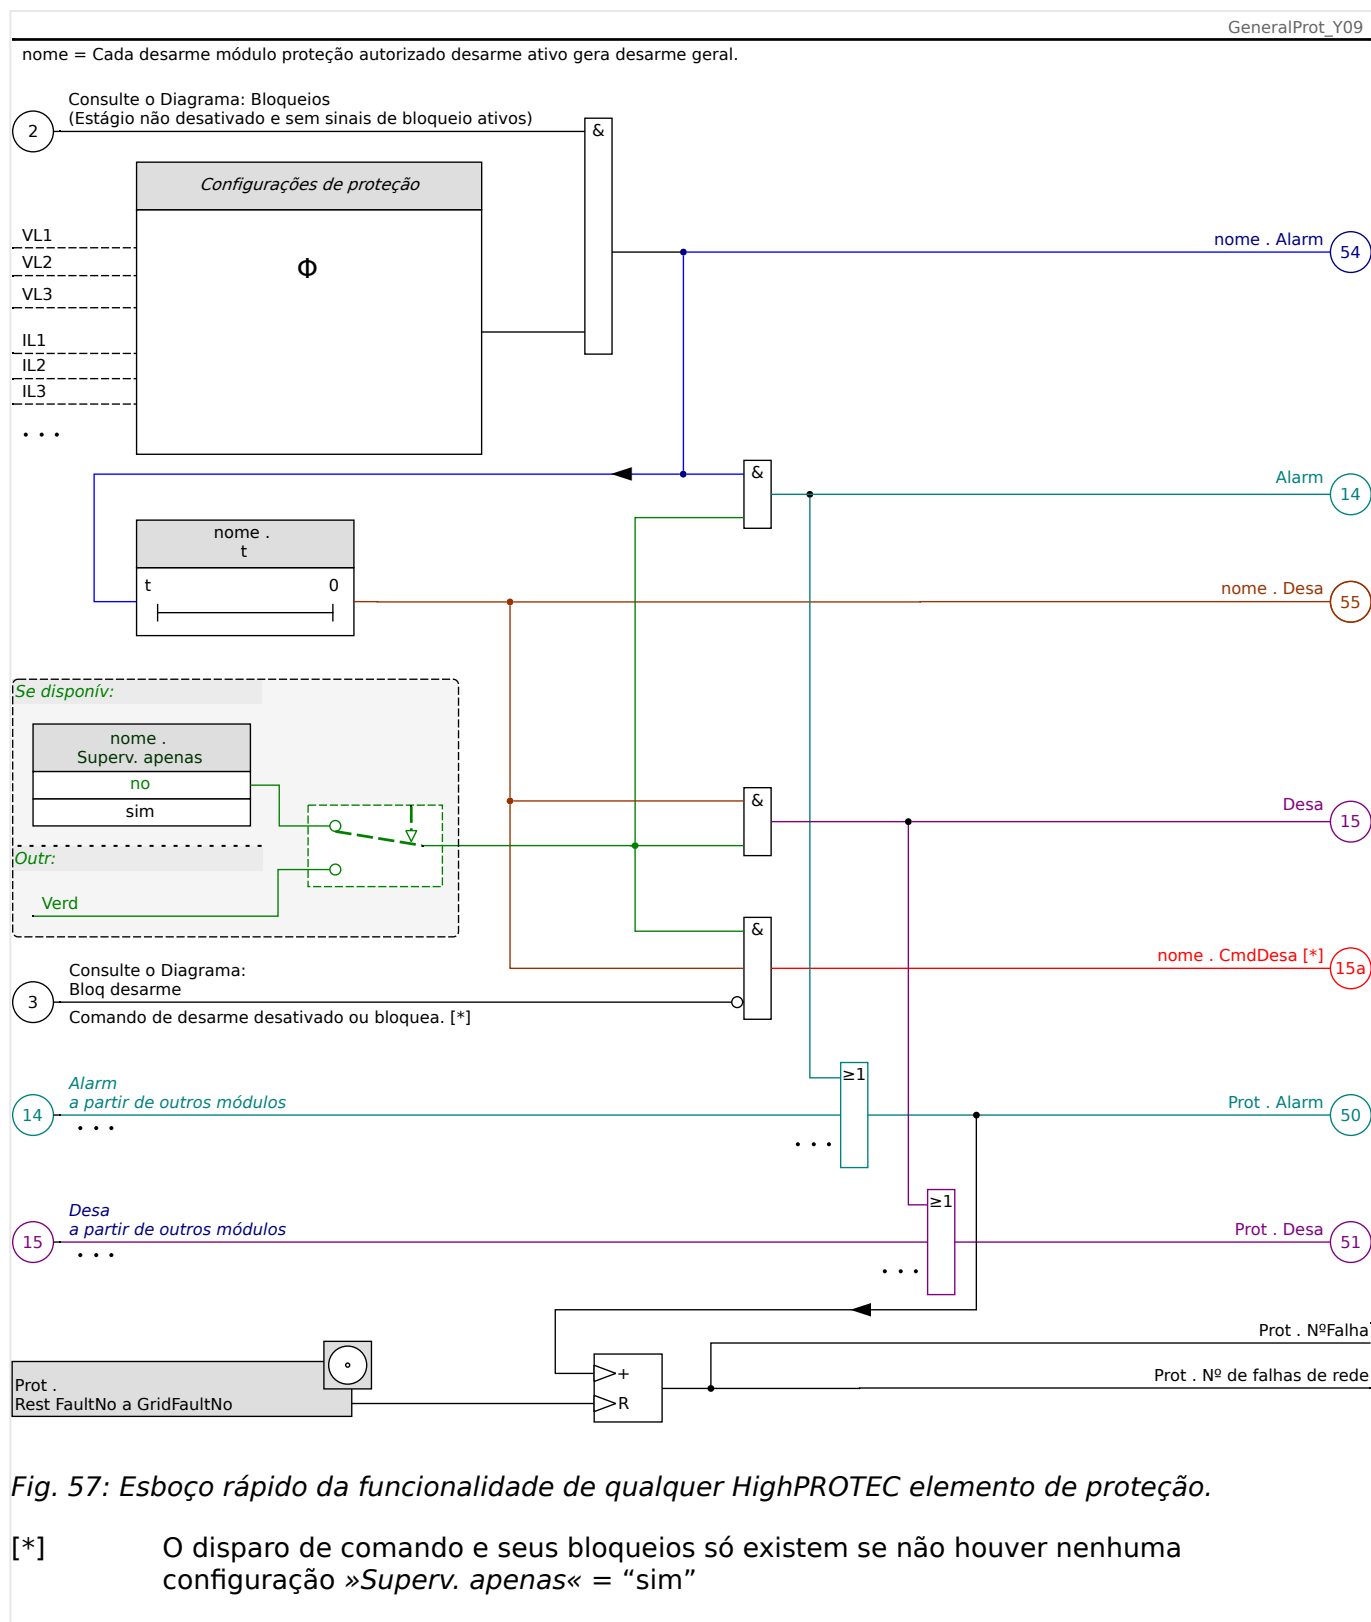 GeneralProt_Y09
nome = Cada desarme módulo proteção autorizado desarme ativo gera desarme geral.
Consulte o Diagrama: Bloqueios
(Estágio não desativado e sem sinais de bloqueio ativos)
2
&
Configurações de proteção
Φ
VL1
VL2
VL3
IL1
IL2
IL3
. . .
nome . Alarm
54
&
Alarm
14
nome .
t
t 0
nome . Desa
55
Se disponív:
nome .
Superv. apenas
no
sim
Outr:
Verd
&
Desa
15
&
nome . CmdDesa [*]
15a
Consulte o Diagrama:
Bloq desarme
3
Comando de desarme desativado ou bloquea. [*]
Alarm
a partir de outros módulos
14
. . .
≥1
. . .
Prot . Alarm
50
Desa
a partir de outros módulos
15
. . .
≥1
. . .
Prot . Desa
51
Prot . NºFalha
Prot . Nº de falhas de rede
Prot .
Rest FaultNo a GridFaultNo
+
R
Fig. 57: Esboço rápido da funcionalidade de qualquer HighPROTEC elemento de proteção.
[*] O disparo de comando e seus bloqueios só existem se não houver nenhuma
configuração »Superv. apenas« = “sim”